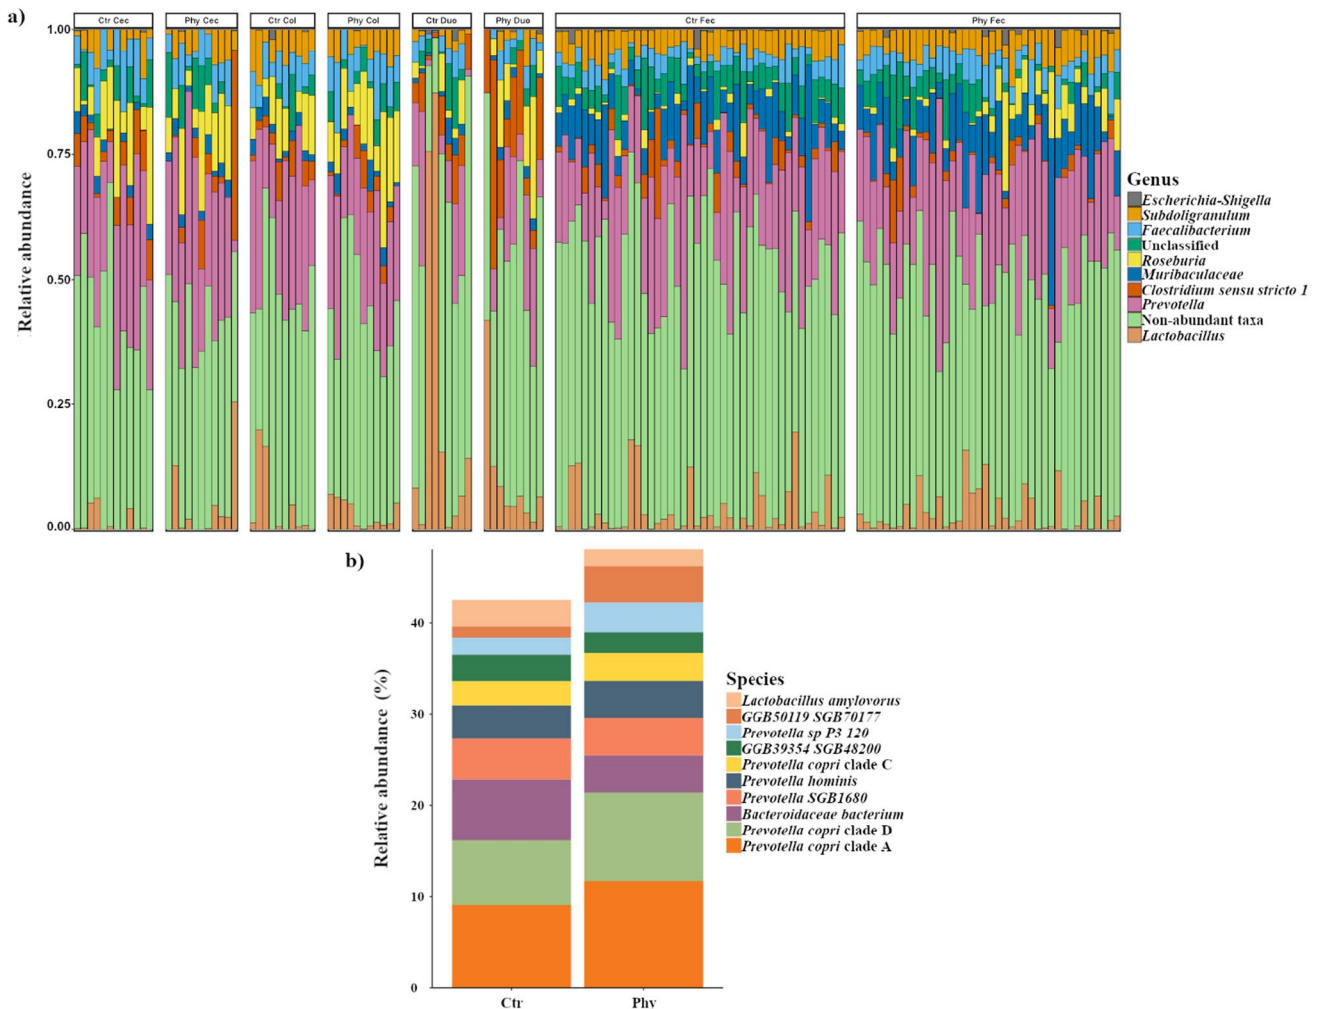 a)
Ctr Cec
Phy Cec
Ctr Col
Phy Col
Ctr Duo
Phy Duo
Ctr Fec
Phy Fec
Relative abundance
1.00
0.75
0.50
0.25
0.00
Genus
Escherichia-Shigella
Subdoligranulum
Faecalibacterium
Unclassified
Roseburia
Muribaculaceae
Clostridium sensu stricto 1
Prevotella
Non-abundant taxa
Lactobacillus
b)
Relative abundance (%)
40
30
20
10
0
Ctr
Phy
Species
Lactobacillus amylovorus
GGB50119 SGB70177
Prevotella sp P3 120
GGB39354 SGB48200
Prevotella copri clade C
Prevotella hominis
Prevotella SGB1680
Bacteroidaceae bacterium
Prevotella copri clade D
Prevotella copri clade A